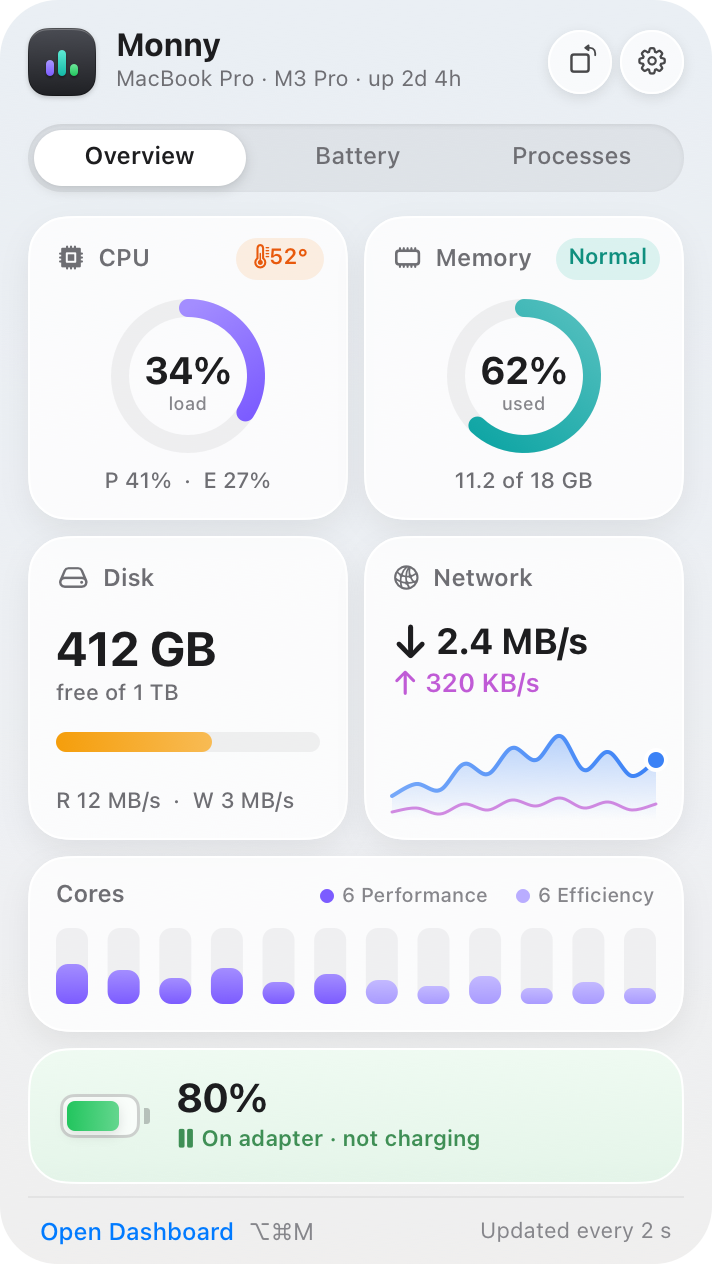 Monny
MacBook Pro · M3 Pro · up 2d 4h
Overview
Battery
Processes
CPU
52°
Memory
Normal
34%
load
62%
used
P 41% · E 27%
11.2 of 18 GB
Disk
Network
412 GB
free of 1 TB
↓ 2.4 MB/s
↑ 320 KB/s
R 12 MB/s · W 3 MB/s
Cores
6 Performance
6 Efficiency
80%
On adapter · not charging
Open Dashboard ⌥⌘M
Updated every 2 s